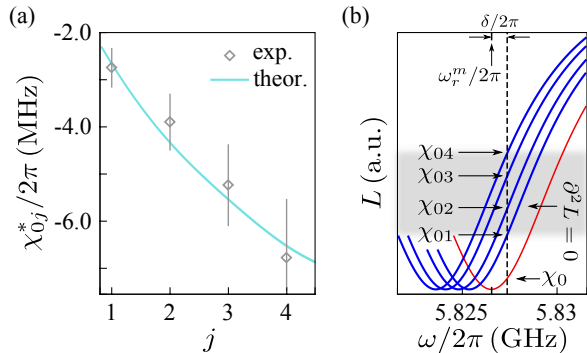 (a)
-2.0
-4.0
-6.0
χ*₀ⱼ/2π (MHz)
exp.
theor.
1 2 3 4
j
(b)
δ/2π
ωᵣᵐ/2π
L (a.u.)
χ₀₄
χ₀₃
χ₀₂
χ₀₁
∂²L = 0
χ₀
5.825 5.83
ω/2π (GHz)